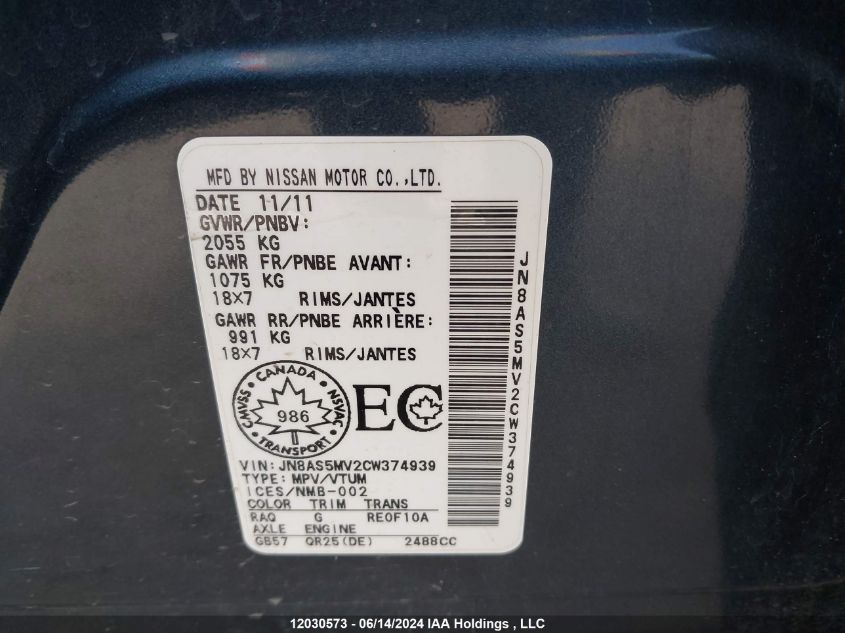 MFD BY NISSAN MOTOR CO.,LTD.
DATE 11/11
GVWR/PNBV:
2055 KG
GAWR FR/PNBE AVANT:
1075 KG
18X7 RIMS/JANTES
GAWR RR/PNBE ARRIÈRE:
991 KG
18X7 RIMS/JANTES
CANADA
CMVSS 986 NSVAC
TRANSPORT
EC
VIN: JN8AS5MV2CW374939
TYPE: MPV/VTUM
ICES/NMB-002
COLOR TRIM TRANS
RAQ G RE0F10A
AXLE ENGINE
GB57 QR25(DE) 2488CC
JN8AS5MV2CW374939
12030573 - 06/14/2024 IAA Holdings , LLC